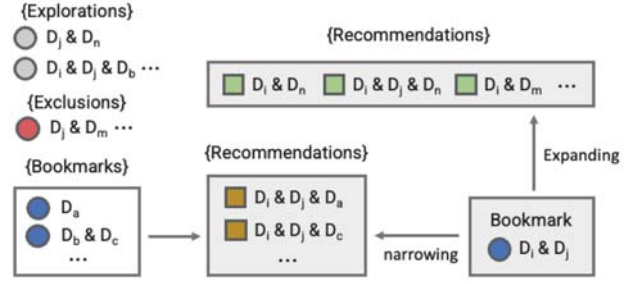 {Explorations}
Dj & Dn
Di & Dj & Db ...
{Exclusions}
Dj & Dm ...
{Bookmarks}
Da
Db & Dc
...
{Recommendations}
Di & Dn Di & Dj & Dn Di & Dm ...
{Recommendations}
Di & Dj & Da
Di & Dj & Dc
...
Expanding
narrowing
Bookmark
Di & Dj